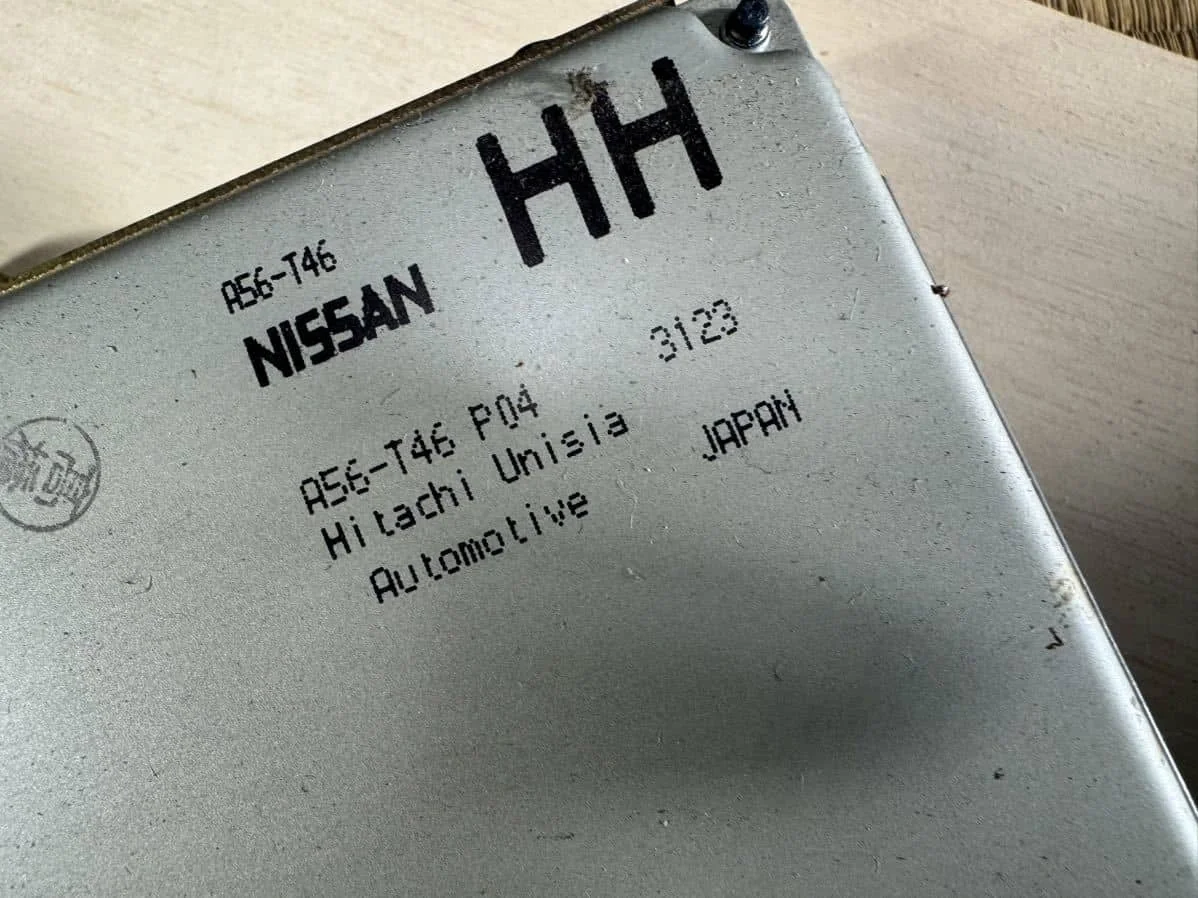 HH
A56-T46
NISSAN
A56-T46 P04 3123
Hitachi Unisia JAPAN
Automotive